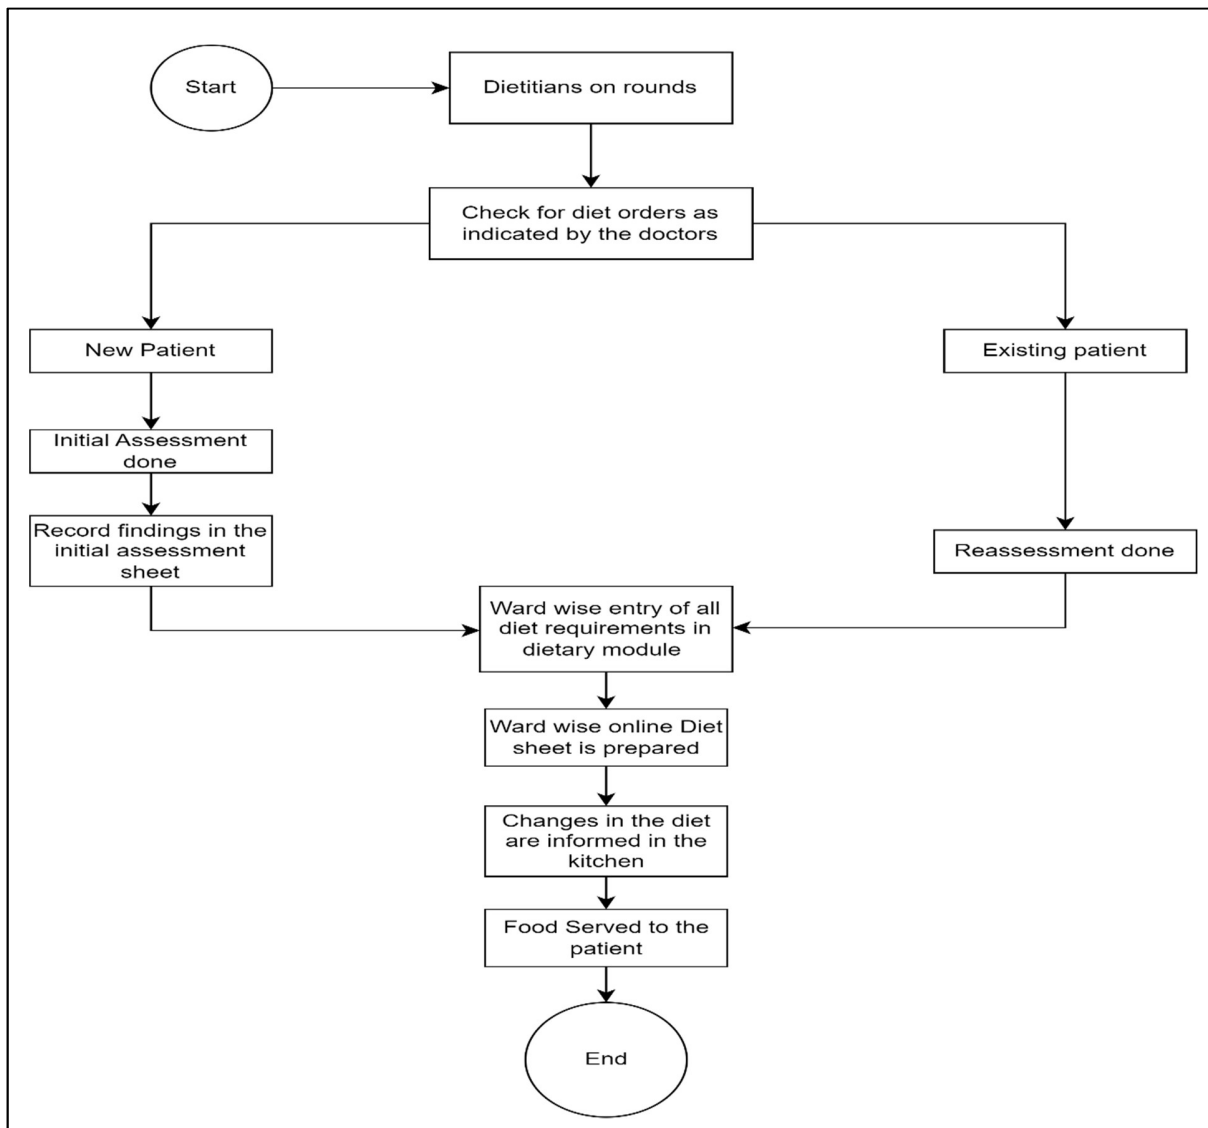 Start
Dietitians on rounds
Check for diet orders as
indicated by the doctors
New Patient
Existing patient
Initial Assessment
done
Record findings in the
initial assessment
sheet
Reassessment done
Ward wise entry of all
diet requirements in
dietary module
Ward wise online Diet
sheet is prepared
Changes in the diet
are informed in the
kitchen
Food Served to the
patient
End